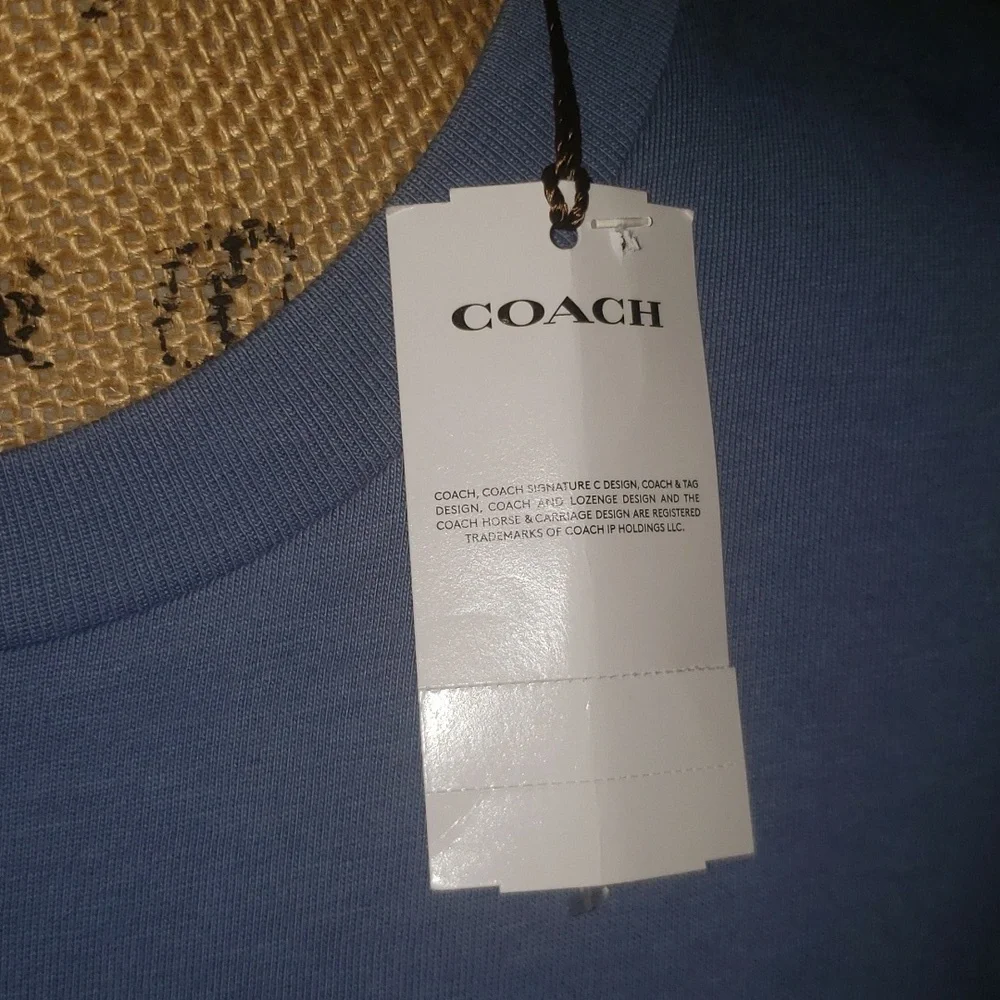 COACH
COACH, COACH SIGNATURE C DESIGN, COACH & TAG
DESIGN, COACH AND LOZENGE DESIGN AND THE
COACH HORSE & CARRIAGE DESIGN ARE REGISTERED
TRADEMARKS OF COACH IP HOLDINGS LLC.